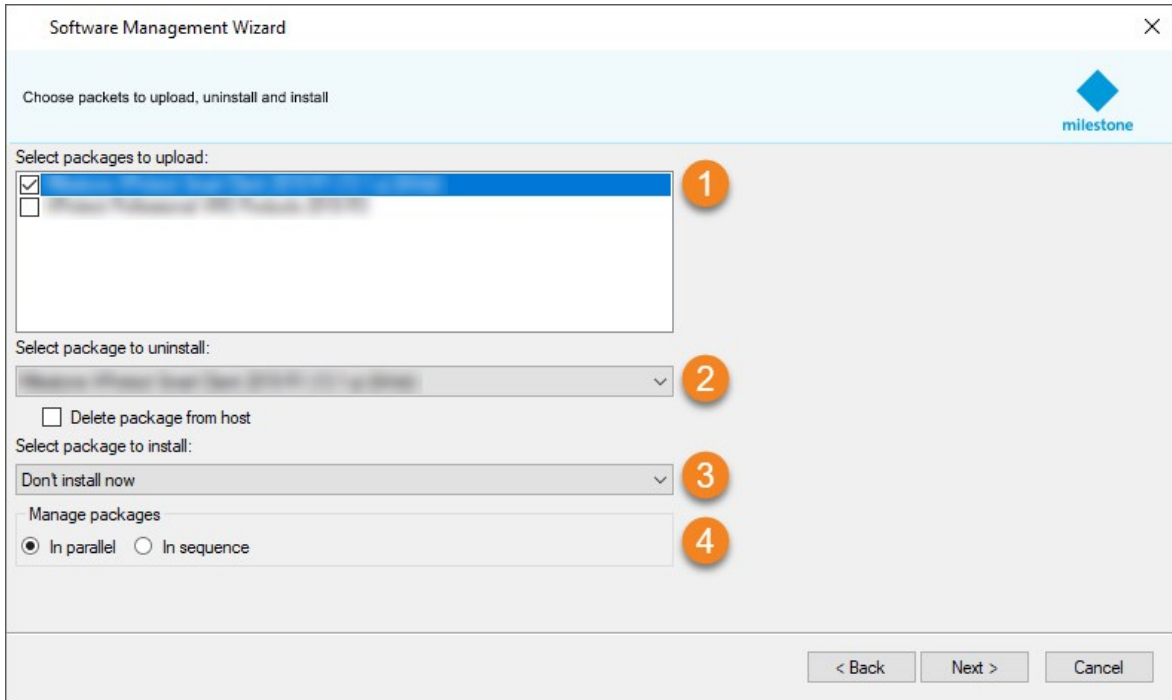 Software Management Wizard
Choose packets to upload, uninstall and install
milestone
Select packages to upload:
1
Select package to uninstall:
2
Delete package from host
Select package to install:
Don't install now
3
Manage packages
In parallel In sequence
4
< Back Next > Cancel